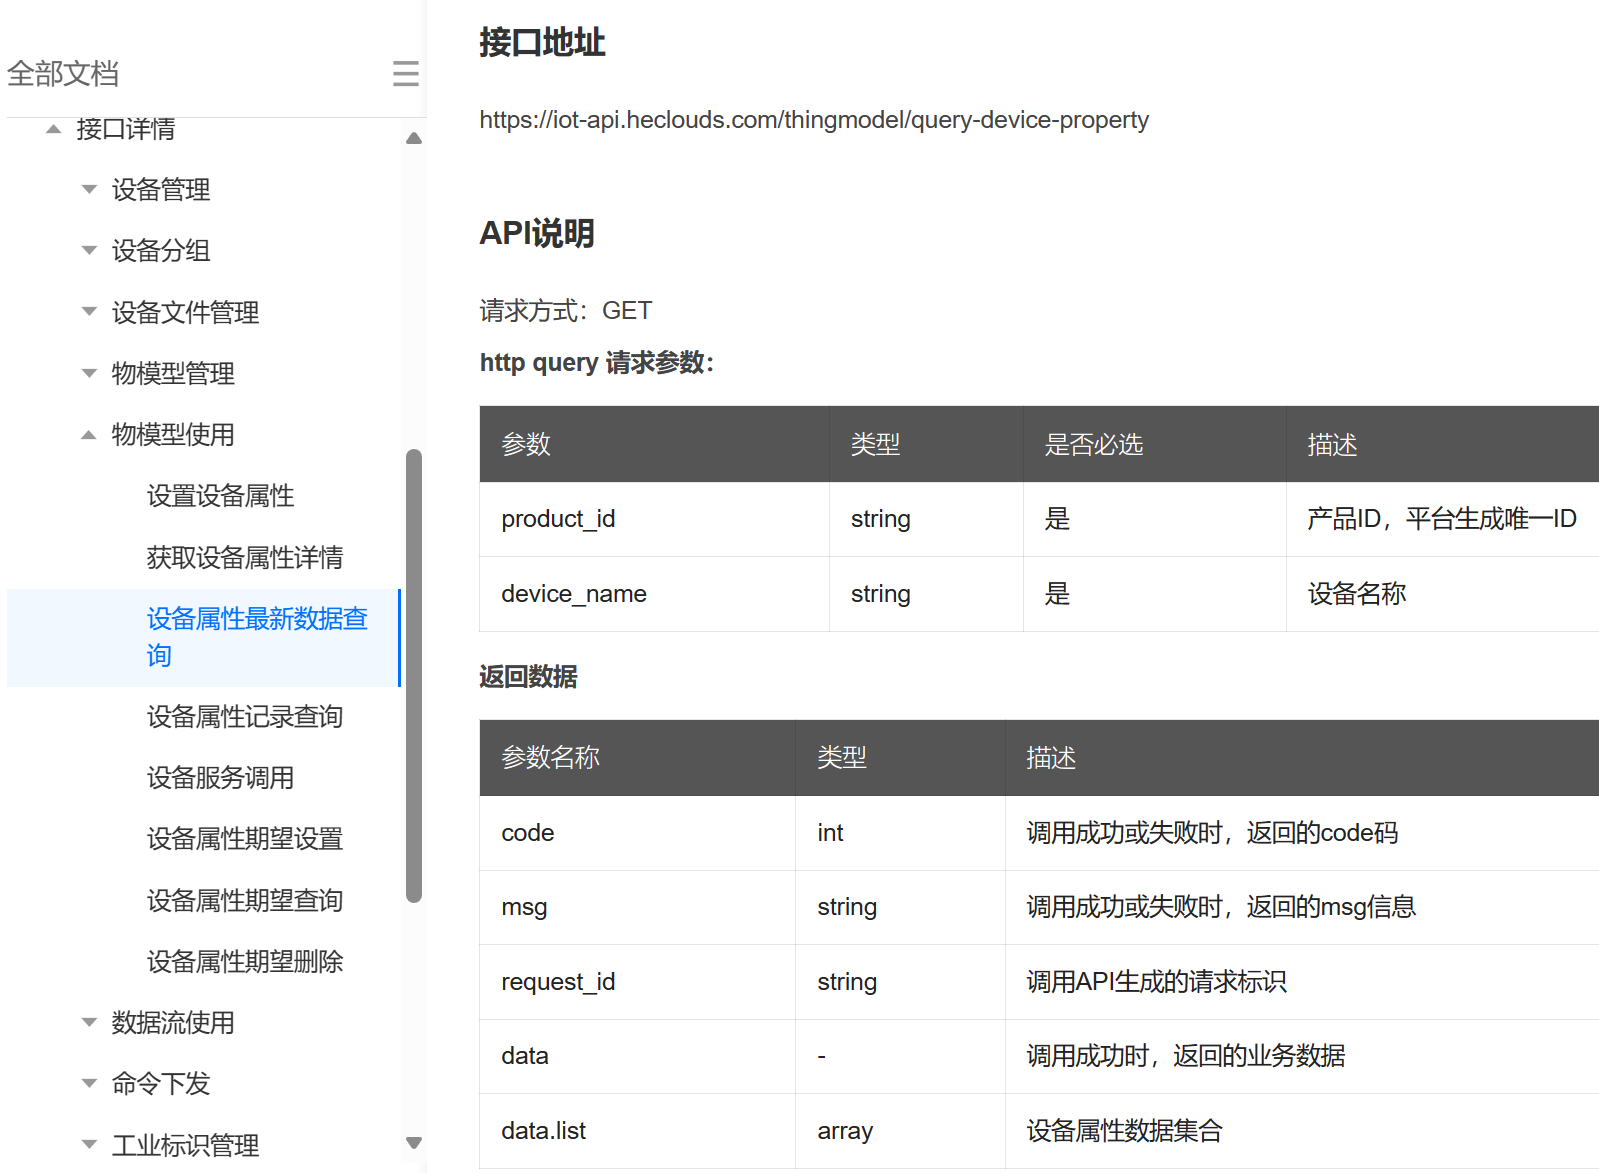 全部文档
接口详情
设备管理
设备分组
设备文件管理
物模型管理
物模型使用
设置设备属性
获取设备属性详情
设备属性最新数据查
询
设备属性记录查询
设备服务调用
设备属性期望设置
设备属性期望查询
设备属性期望删除
数据流使用
命令下发
工业标识管理
接口地址
https://iot-api.heclouds.com/thingmodel/query-device-property
API说明
请求方式：GET
http query 请求参数：
参数 类型 是否必选 描述
product_id string 是 产品ID，平台生成唯一ID
device_name string 是 设备名称
返回数据
参数名称 类型 描述
code int 调用成功或失败时，返回的code码
msg string 调用成功或失败时，返回的msg信息
request_id string 调用API生成的请求标识
data - 调用成功时，返回的业务数据
data.list array 设备属性数据集合